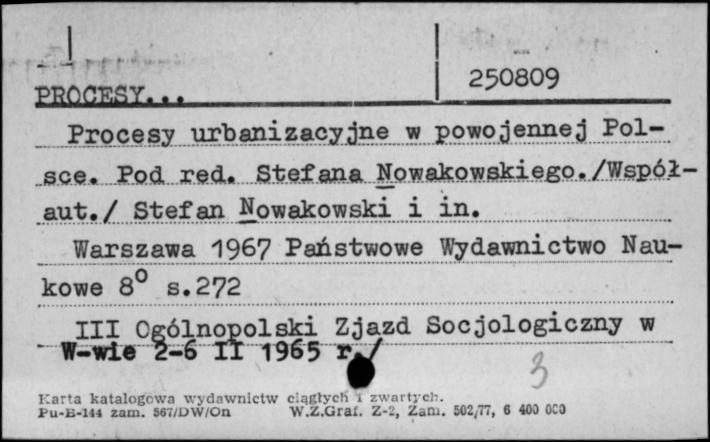 250809
PROCESY...
Procesy urbanizacyjne w powojennej Pol-
sce. Pod red. Stefana Nowakowskiego./Współ-
aut./ Stefan Nowakowski i in.
Warszawa 1967 Państwowe Wydawnictwo Nau-
kowe 8° s.272
III Ogólnopolski Zjazd Socjologiczny w
W-wie 2-6 II 1965 r./
3
Karta katalogowa wydawnictw ciągłych i zwartych.
Pu-B-144 zam. 567/DW/On W.Z.Graf. Z-2, Zam. 502/77, 6 400 000